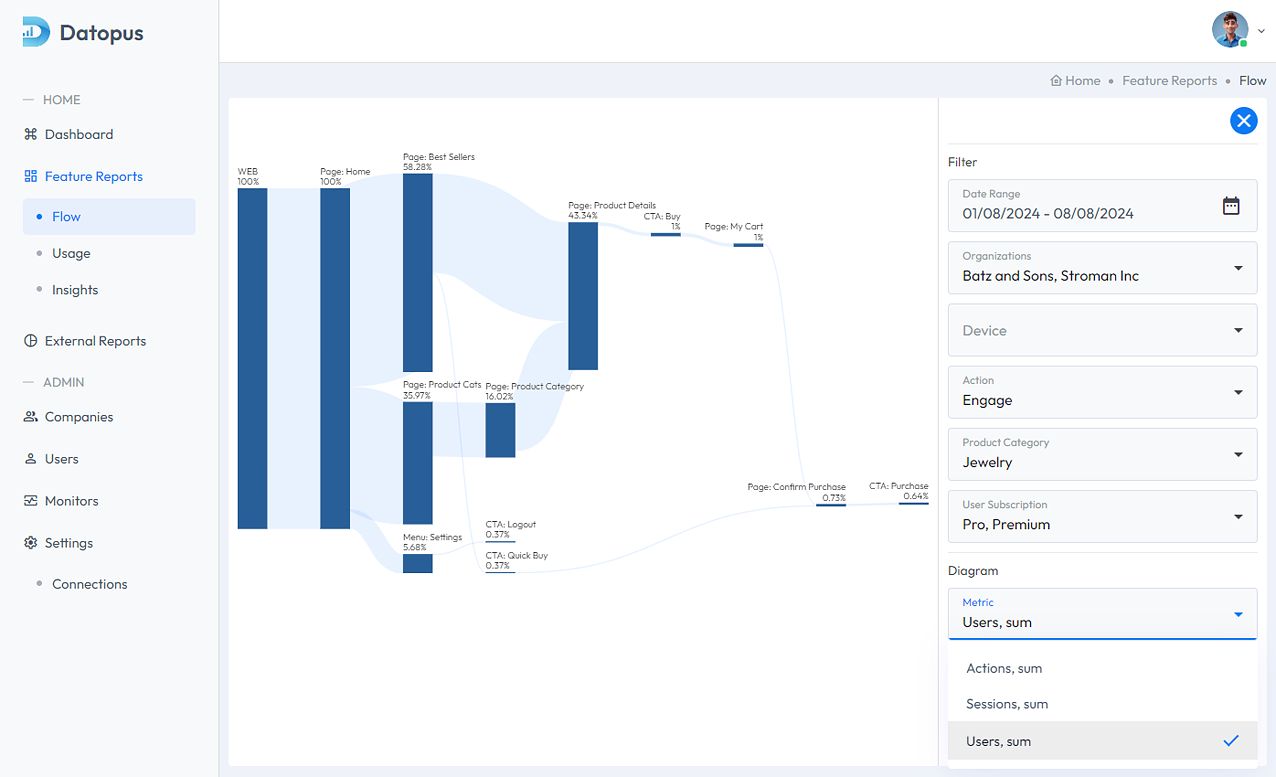 Datopus
HOME
Dashboard
Feature Reports
Flow
Usage
Insights
External Reports
ADMIN
Companies
Users
Monitors
Settings
Connections
Home • Feature Reports • Flow
WEB
100%
Page: Home
100%
Page: Best Sellers
58.28%
Page: Product Cats
35.97%
Menu: Settings
5.68%
Page: Product Category
16.02%
CTA: Logout
0.37%
CTA: Quick Buy
0.37%
Page: Product Details
43.34%
CTA: Buy
1%
Page: My Cart
1%
Page: Confirm Purchase
0.73%
CTA: Purchase
0.64%
Filter
Date Range
01/08/2024 - 08/08/2024
Organizations
Batz and Sons, Stroman Inc
Device
Action
Engage
Product Category
Jewelry
User Subscription
Pro, Premium
Diagram
Metric
Users, sum
Actions, sum
Sessions, sum
Users, sum